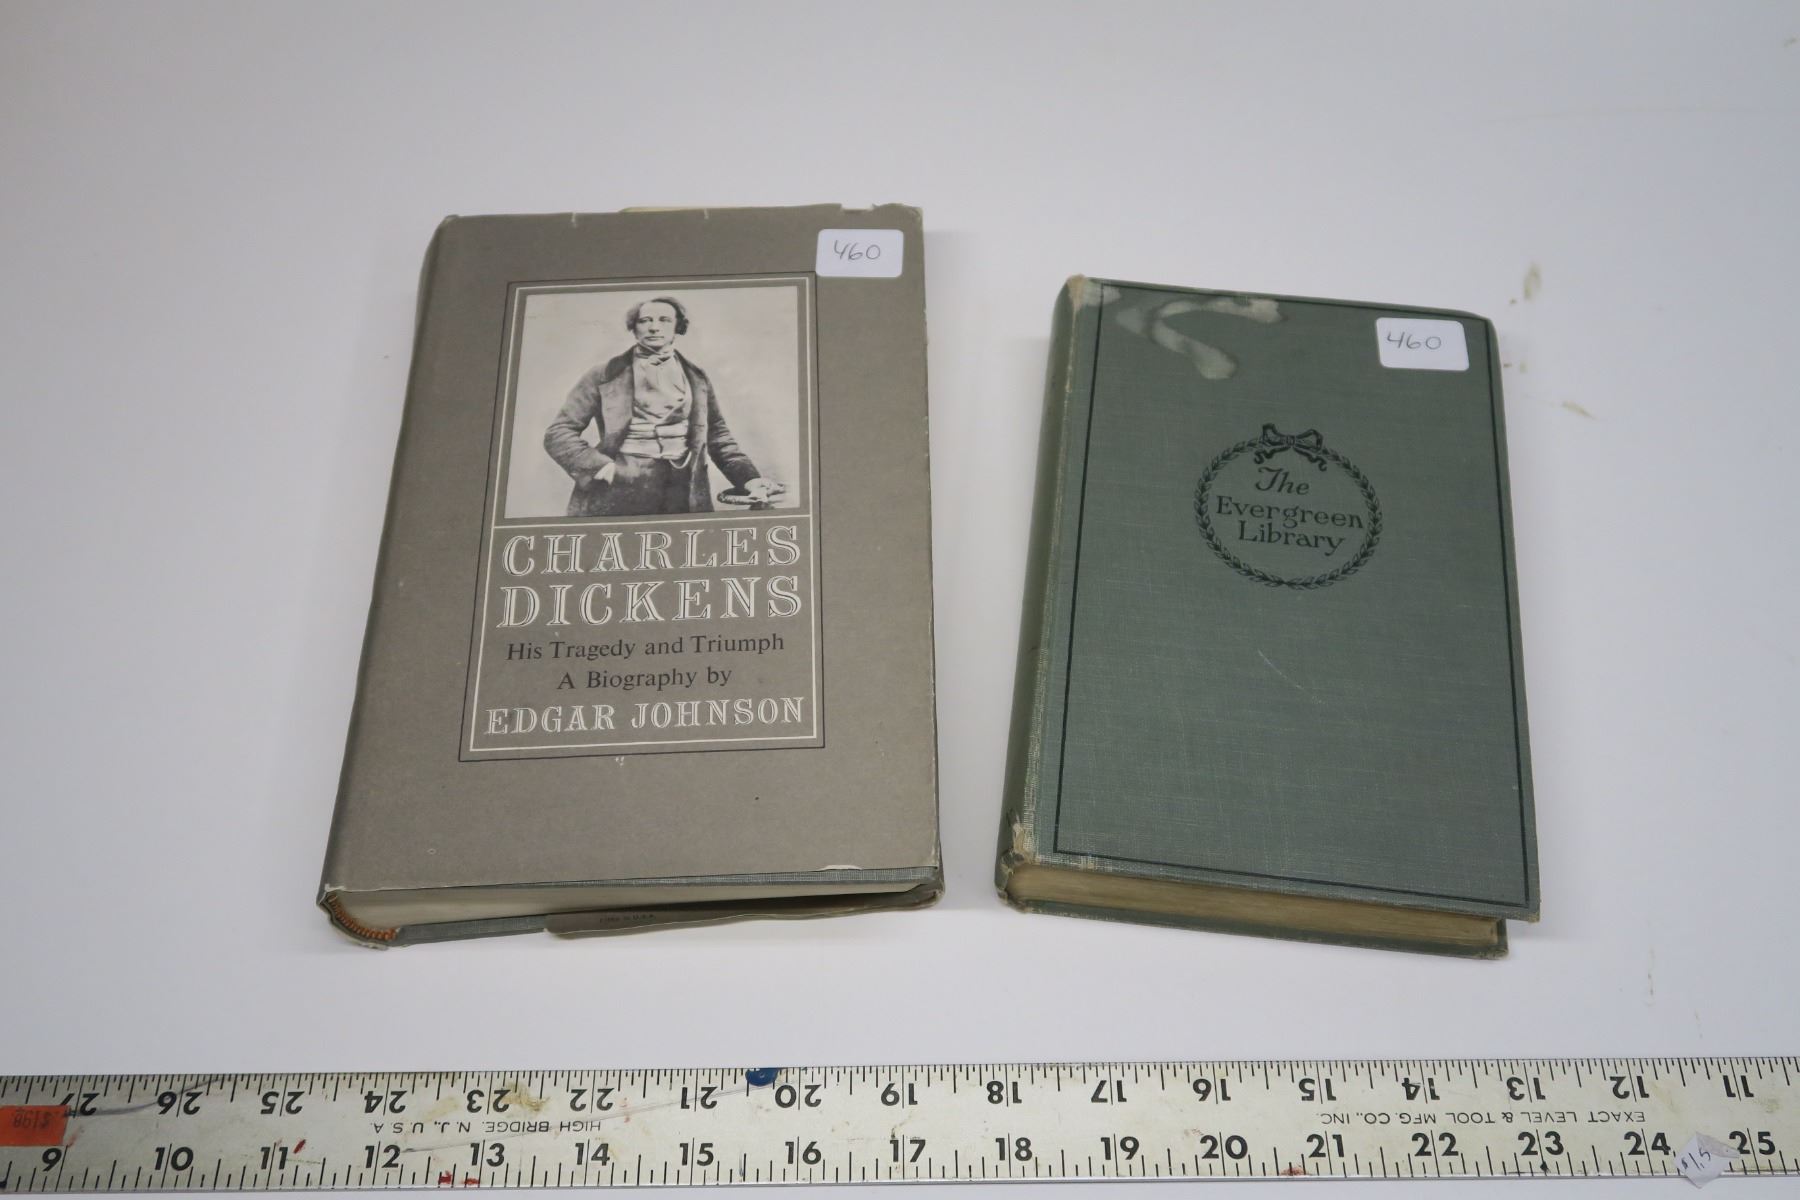 460
CHARLES
DICKENS
His Tragedy and Triumph
A Biography by
EDGAR JOHNSON
460
The
Evergreen
Library
27 26 25 24 23 22 21 20 19 18 17 16 15 14 13 12 11
HIGH BRIDGE, N.J., U.S.A.
EXACT LEVEL & TOOL MFG. CO., INC.
$1.98
9 10 11 12 13 14 15 16 17 18 19 20 21 22 23 24 25